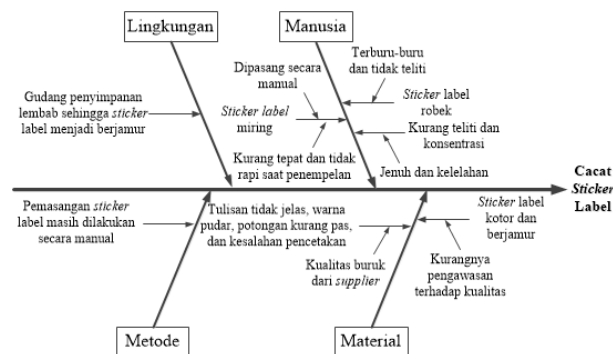 Lingkungan
Manusia
Terburu-buru
dan tidak teliti
Dipasang secara
manual
Gudang penyimpanan
lembab sehingga sticker
label menjadi berjamur
Sticker label
miring
Sticker label
robek
Kurang teliti dan
konsentrasi
Kurang tepat dan tidak
rapi saat penempelan
Jenuh dan kelelahan
Cacat
Sticker
Label
Pemasangan sticker
label masih dilakukan
secara manual
Tulisan tidak jelas, warna
pudar, potongan kurang pas,
dan kesalahan pencetakan
Sticker label
kotor dan
berjamur
Kualitas buruk
dari supplier
Kurangnya
pengawasan
terhadap kualitas
Metode
Material